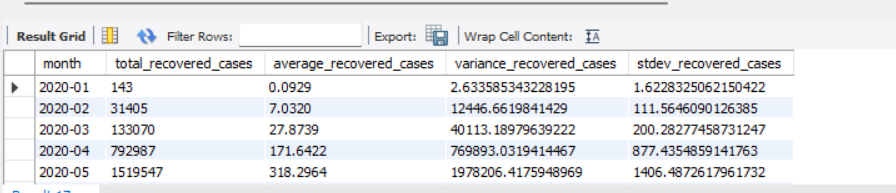 Result Grid Filter Rows: Export: Wrap Cell Content:
month total_recovered_cases average_recovered_cases variance_recovered_cases stdev_recovered_cases
2020-01 143 0.0929 2.633585343228195 1.6228325062150422
2020-02 31405 7.0320 12446.6619841429 111.5646090126385
2020-03 133070 27.8739 40113.18979639222 200.28277458731247
2020-04 792987 171.6422 769893.0319414467 877.4354859141763
2020-05 1519547 318.2964 1978206.4175948969 1406.4872617961732